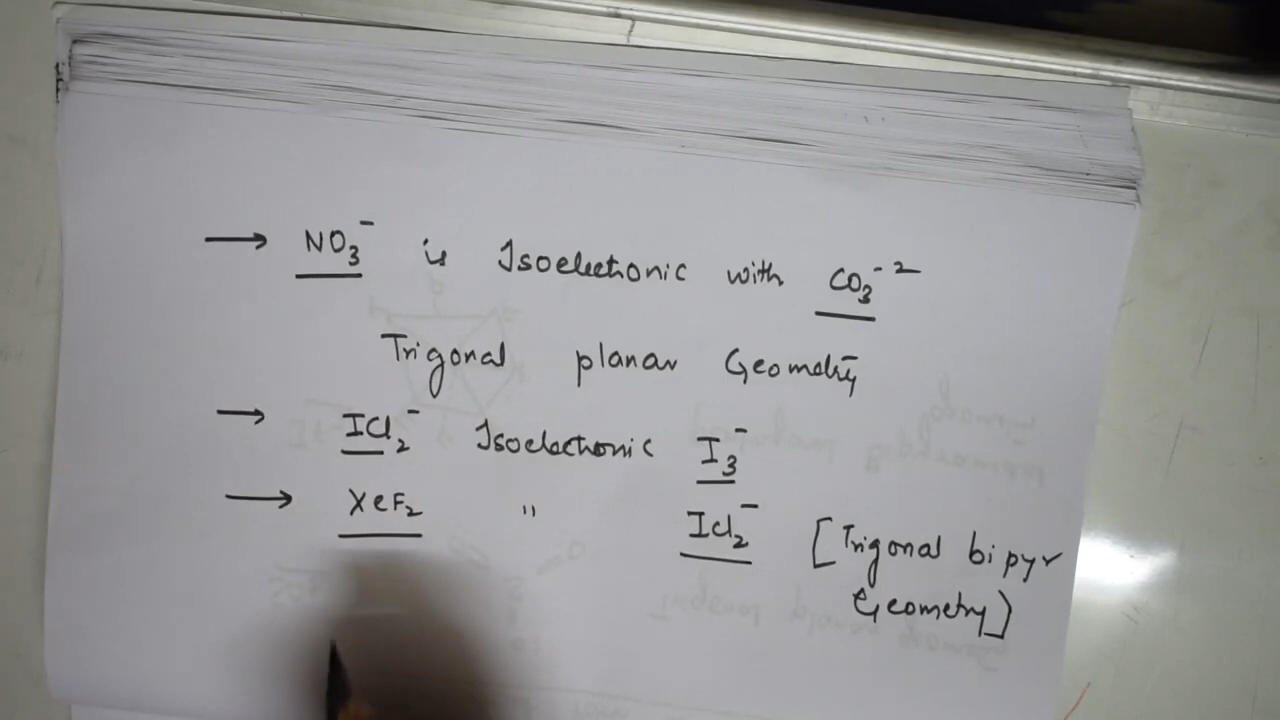 → NO₃⁻ is Isoelectronic with CO₃⁻²
Trigonal planar Geometry
→ ICl₂⁻ Isoelectronic I₃⁻
→ XeF₂ " ICl₂⁻ [Trigonal bipyr
Geometry]